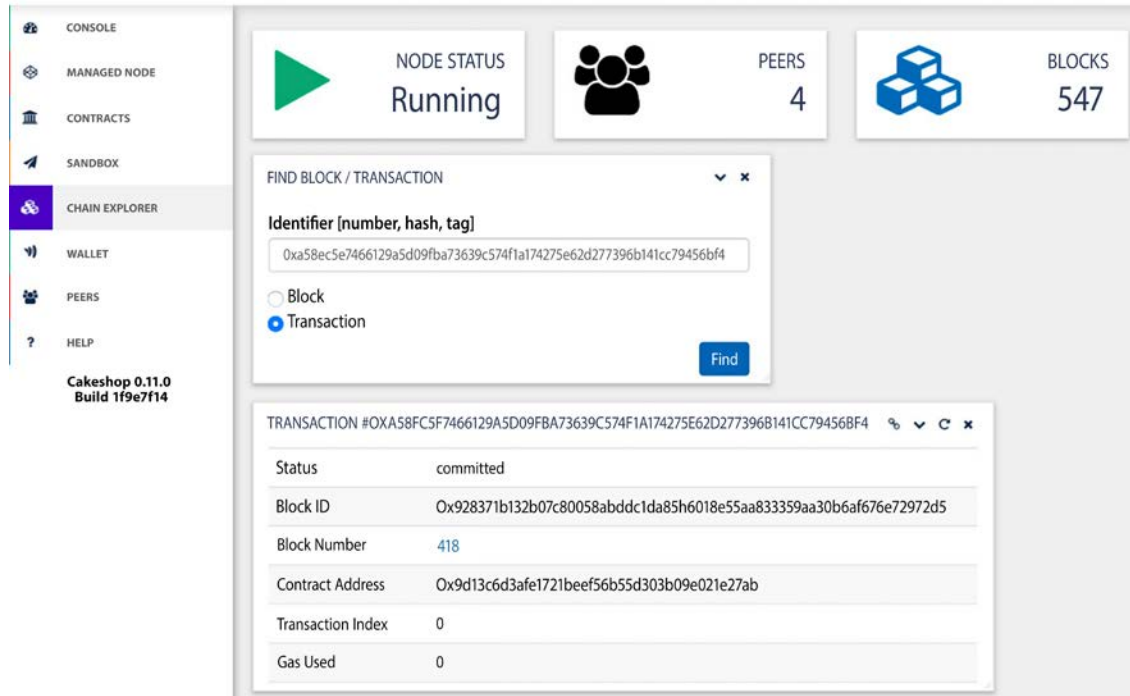 CONSOLE
MANAGED NODE
CONTRACTS
SANDBOX
CHAIN EXPLORER
WALLET
PEERS
? HELP
Cakeshop 0.11.0
Build 1f9e7f14
NODE STATUS
Running
PEERS
4
BLOCKS
547
FIND BLOCK / TRANSACTION
Identifier [number, hash, tag]
0xa58ec5e7466129a5d09fba73639c574f1a174275e62d277396b141cc79456bf4
Block
Transaction
Find
TRANSACTION #OXA58FC5F7466129A5D09FBA73639C574F1A174275E62D277396B141CC79456BF4
Status committed
Block ID Ox928371b132b07c80058abddc1da85h6018e55aa833359aa30b6af676e72972d5
Block Number 418
Contract Address Ox9d13c6d3afe1721beef56b55d303b09e021e27ab
Transaction Index 0
Gas Used 0